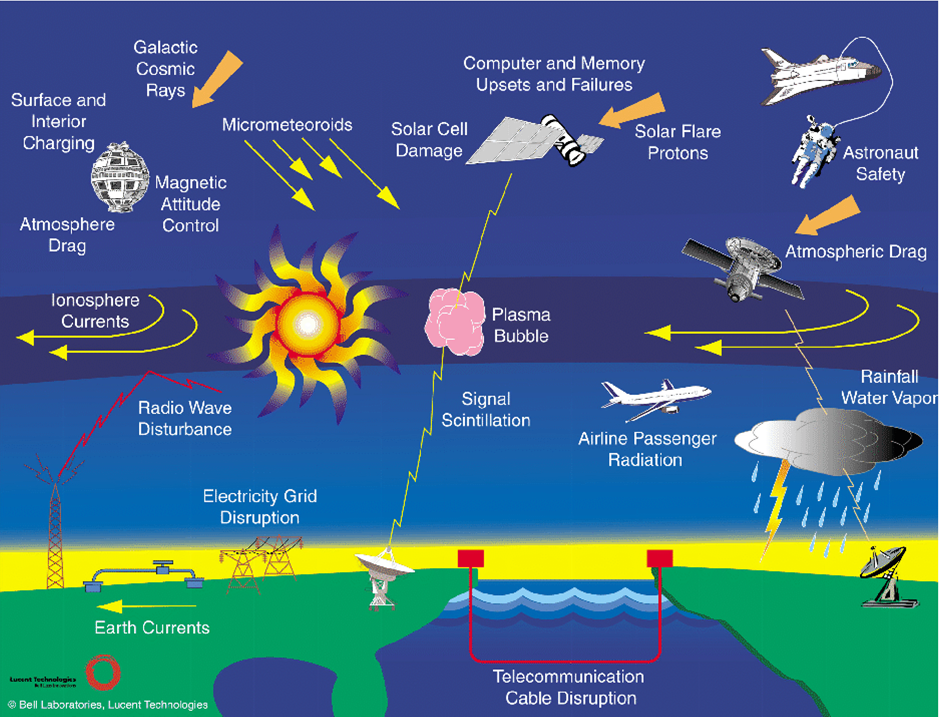 Galactic
Cosmic
Rays
Surface and
Interior
Charging
Magnetic
Attitude
Control
Atmosphere
Drag
Micrometeoroids
Computer and Memory
Upsets and Failures
Solar Cell
Damage
Solar Flare
Protons
Astronaut
Safety
Atmospheric Drag
Ionosphere
Currents
Plasma
Bubble
Radio Wave
Disturbance
Signal
Scintillation
Airline Passenger
Radiation
Rainfall
Water Vapor
Electricity Grid
Disruption
Earth Currents
Telecommunication
Cable Disruption
Lucent Technologies
Bell Labs Innovations
© Bell Laboratories, Lucent Technologies